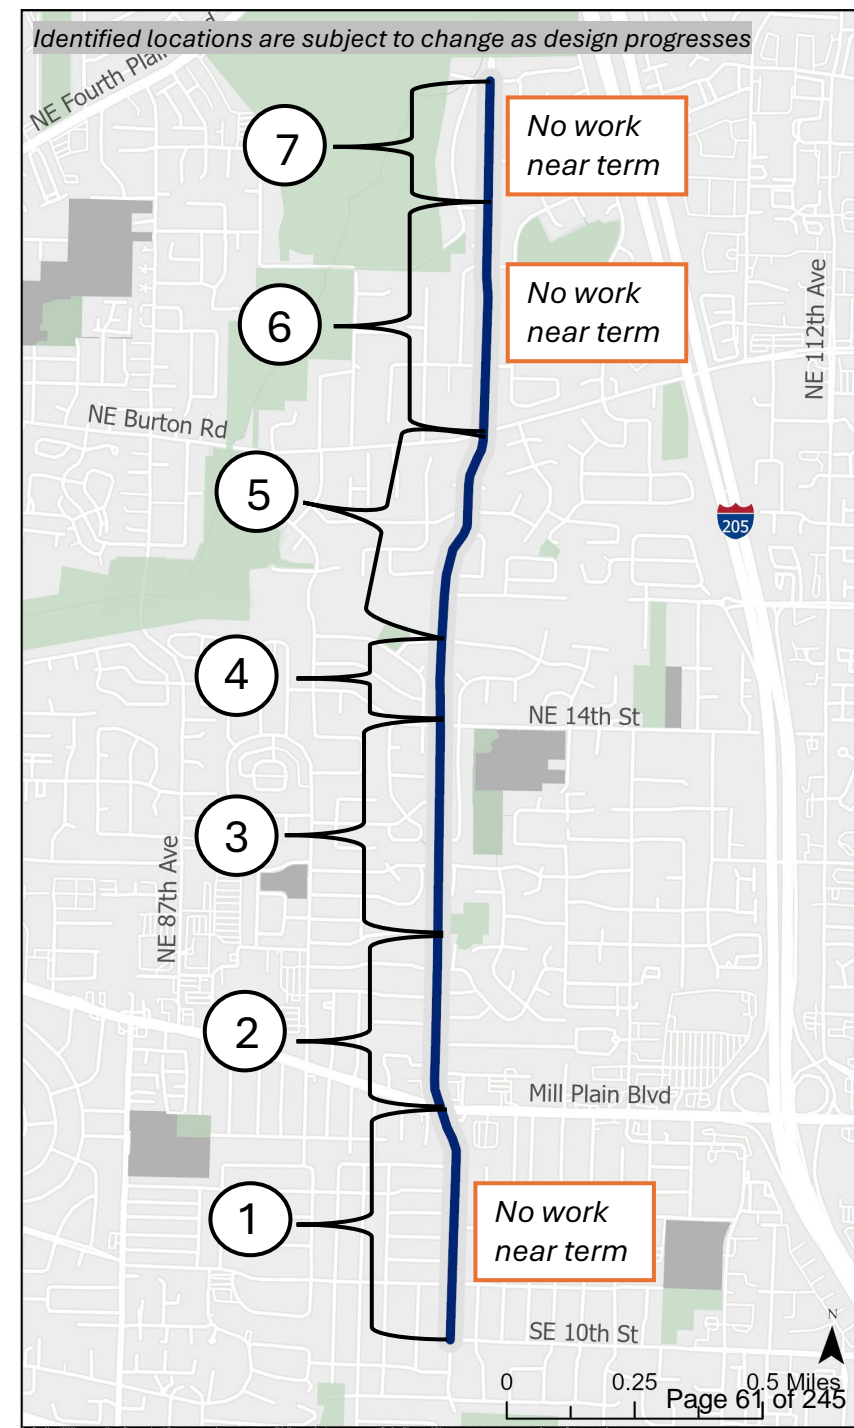 Identified locations are subject to change as design progresses
NE Fourth Plain
7
No work
near term
6
No work
near term
NE 112th Ave
NE Burton Rd
5
205
4
NE 14th St
3
NE 87th Ave
2
Mill Plain Blvd
1
No work
near term
SE 10th St
N
0 0.25 0.5 Miles
Page 61 of 245